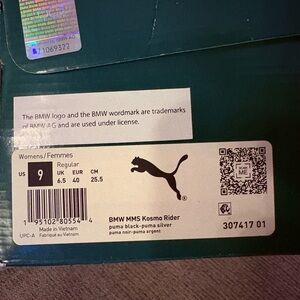 71069322
The BMW logo and the BMW wordmark are trademarks
of BMW AG and are used under license.
Womens/Femmes
Regular
US 9 UK 6.5 EUR 40 CM 25.5
1 95102 80554 4
Made in Vietnam
UPC-A Fabriqué au Vietnam
BMW MMS Kosmo Rider
puma black-puma silver
puma noir-puma argent
307417 01